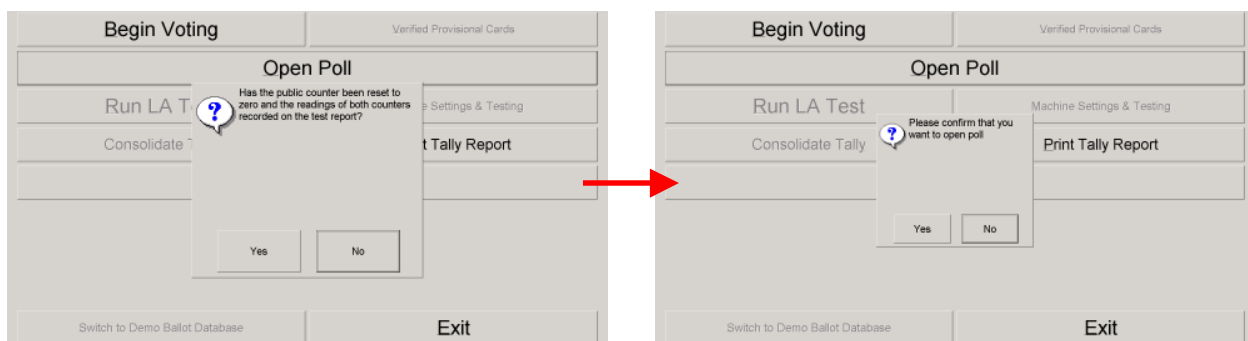 Begin Voting
Verified Provisional Cards
Open Poll
Has the public counter been reset to
zero and the readings of both counters
recorded on the test report?
Run LA T
e Settings & Testing
Consolidate T
t Tally Report
Yes
No
Switch to Demo Ballot Database
Exit
Begin Voting
Verified Provisional Cards
Open Poll
Run LA Test
Machine Settings & Testing
Please confirm that you
want to open poll
Consolidate Tally
Print Tally Report
Yes
No
Switch to Demo Ballot Database
Exit